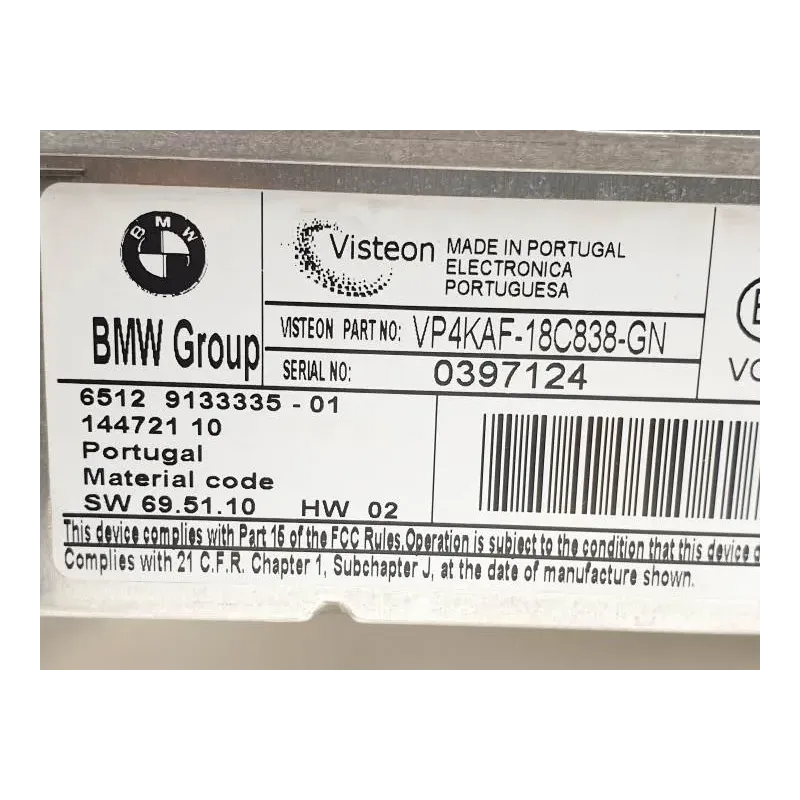 BMW
BMW Group
Visteon MADE IN PORTUGAL
ELECTRONICA
PORTUGUESA
VISTEON PART NO: VP4KAF-18C838-GN
SERIAL NO: 0397124
6512 9133335 - 01
144721 10
Portugal
Material code
SW 69.51.10 HW 02
This device complies with Part 15 of the FCC Rules.Operation is subject to the condition that this device
Complies with 21 C.F.R. Chapter 1, Subchapter J, at the date of manufacture shown.